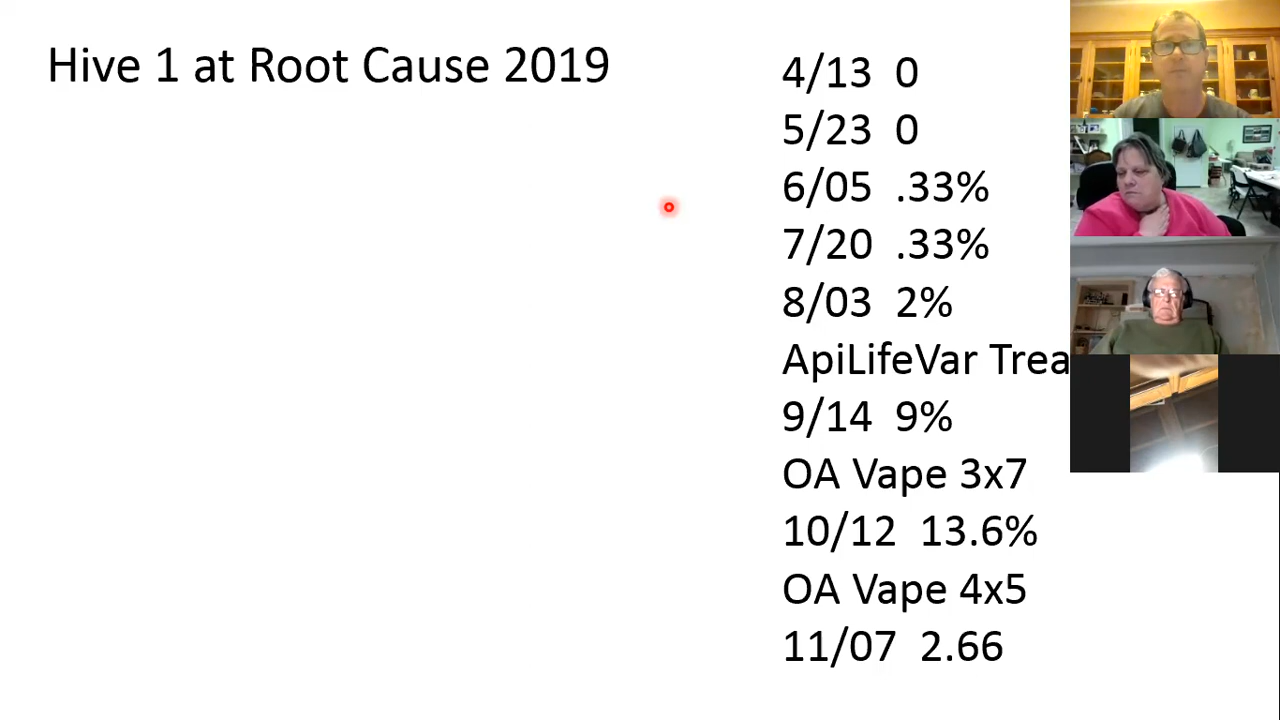 Hive 1 at Root Cause 2019
4/13 0
5/23 0
6/05 .33%
7/20 .33%
8/03 2%
ApiLifeVar Trea
9/14 9%
OA Vape 3x7
10/12 13.6%
OA Vape 4x5
11/07 2.66